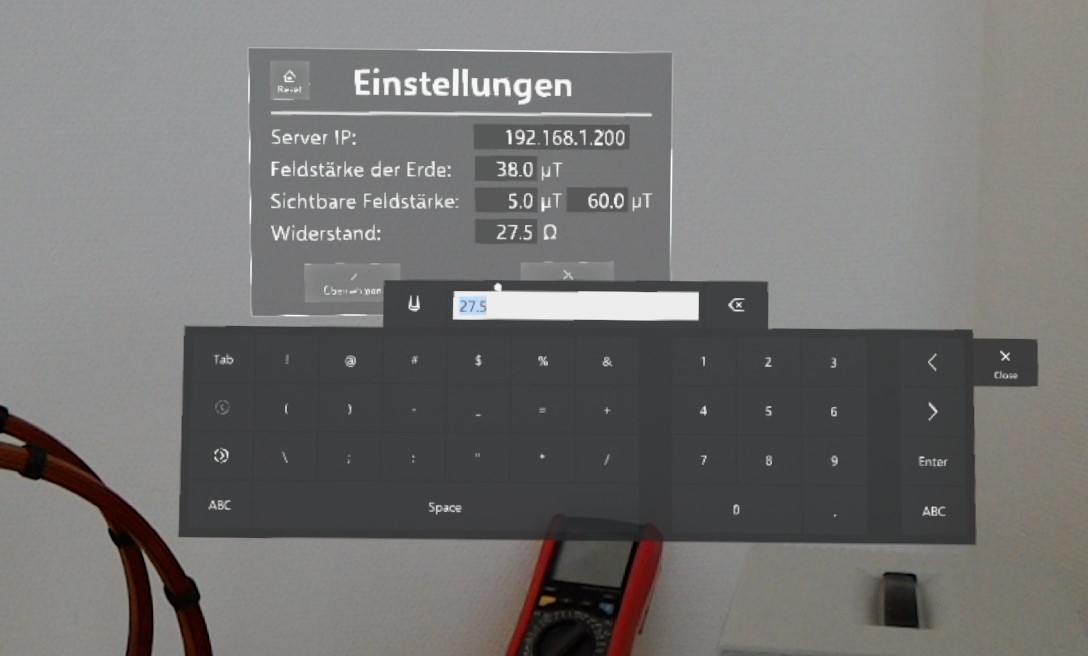 Reset
Einstellungen
Server IP: 192.168.1.200
Feldstärke der Erde: 38.0 µT
Sichtbare Feldstärke: 5.0 µT 60.0 µT
Widerstand: 27.5 Ω
Übernehmen
27.5
Tab ! @ # $ % & 1 2 3
Close
( ) - _ = + 4 5 6
\ ; : " * / 7 8 9 Enter
ABC Space 0 . ABC